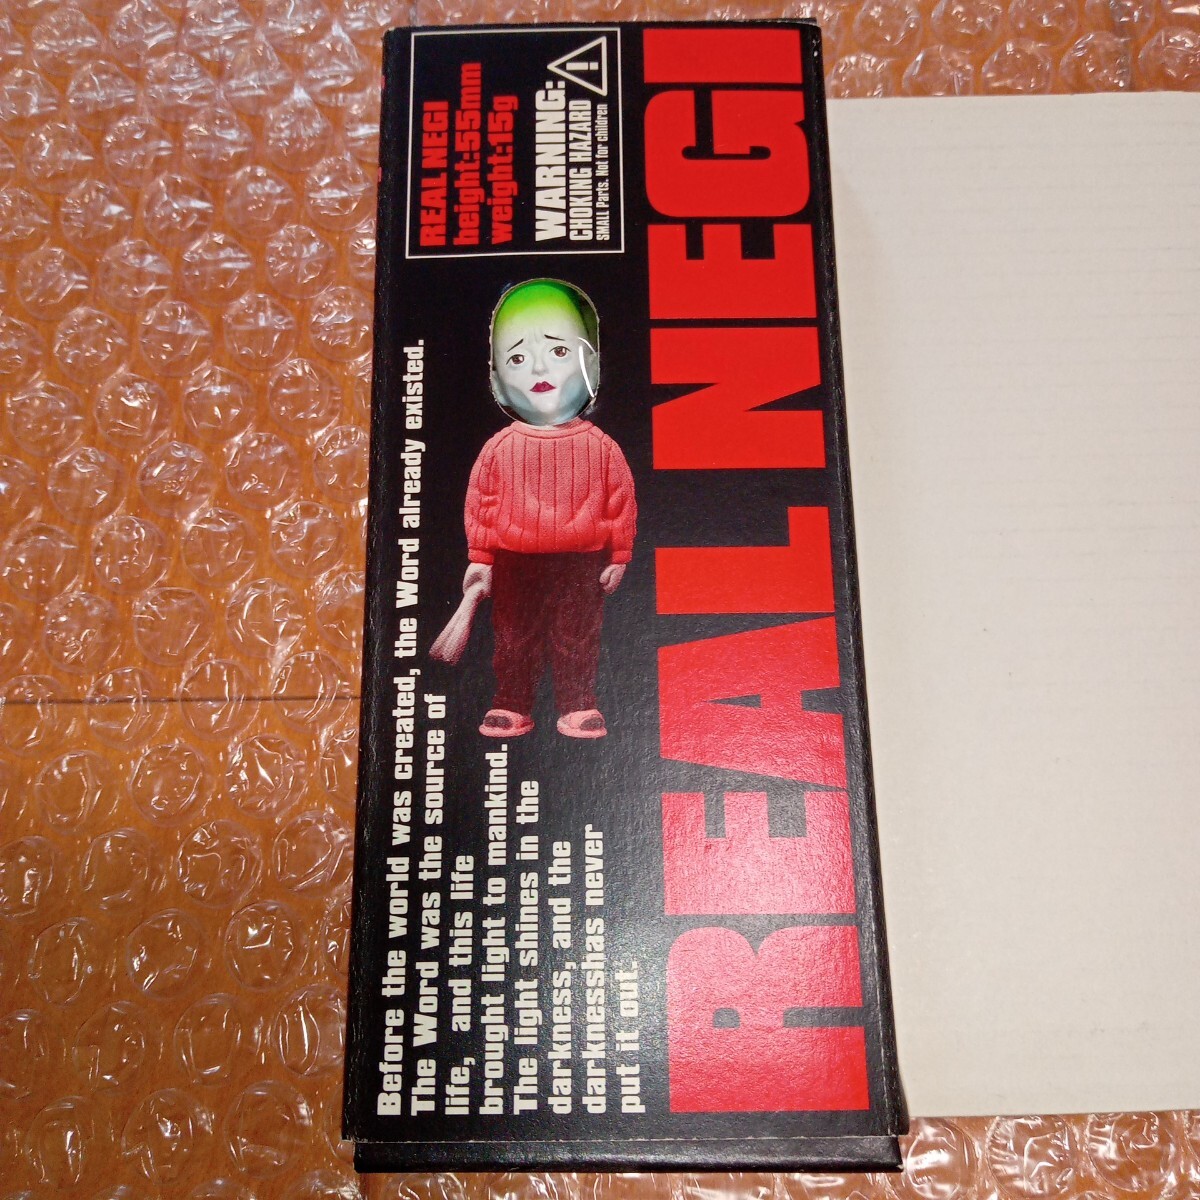 REAL NEGI
height:55mm
weight:15g
WARNING:
CHOKING HAZARD
SMALL Parts. Not for children
Before the world was created, the Word already existed.
The Word was the source of
life, and this life
brought light to mankind.
The light shines in the
darkness, and the
darknesshas never
put it out.
REAL NEGI